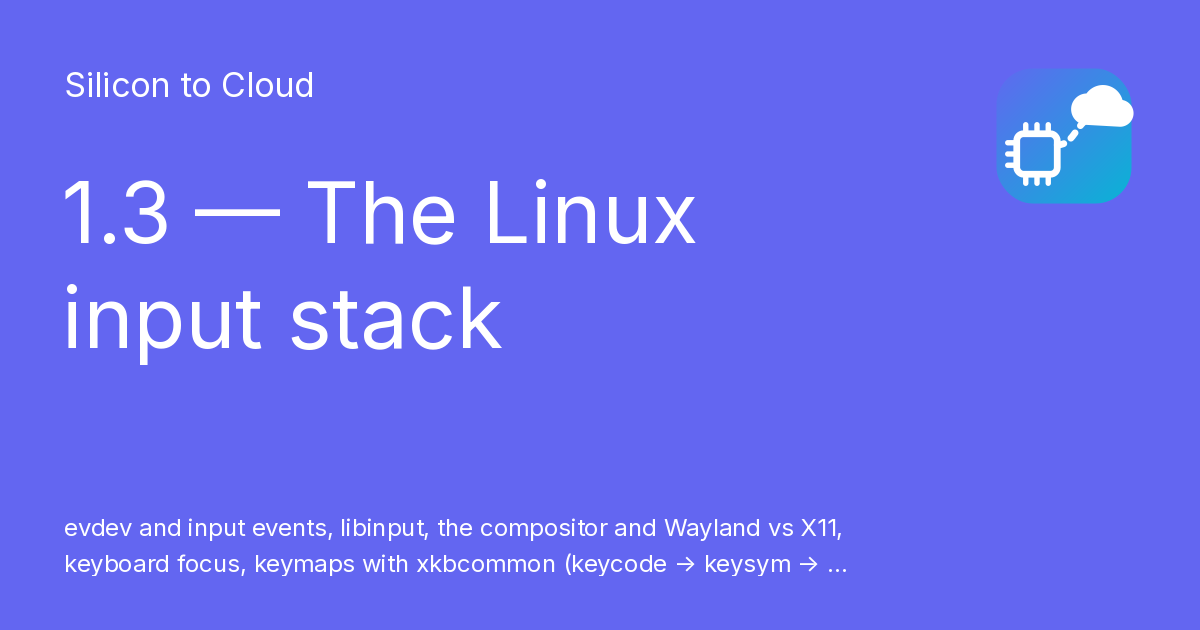 Silicon to Cloud
1.3 — The Linux
input stack
evdev and input events, libinput, the compositor and Wayland vs X11,
keyboard focus, keymaps with xkbcommon (keycode → keysym → ...